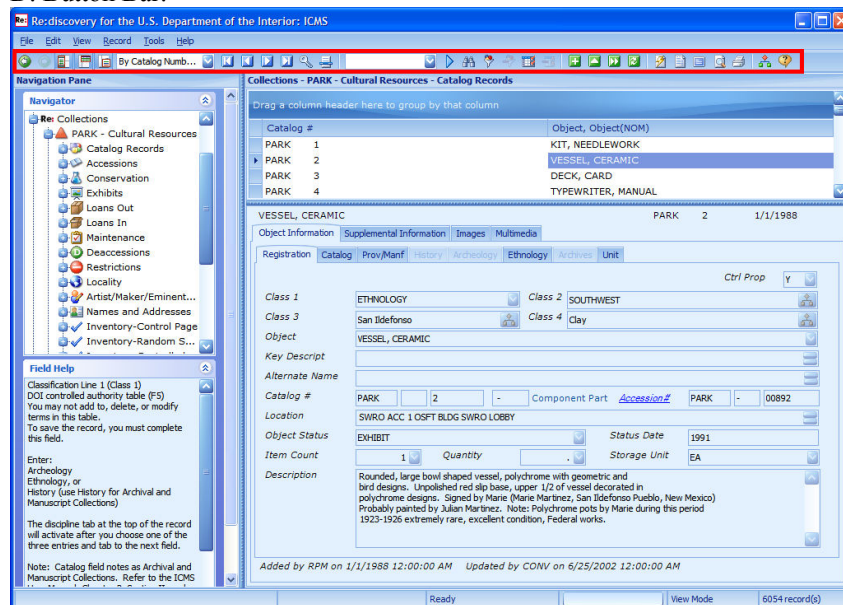 Re: Re:discovery for the U.S. Department of the Interior: ICMS
File Edit View Record Tools Help
By Catalog Numb...
Navigation Pane
Collections - PARK - Cultural Resources - Catalog Records
Navigator
Re: Collections
PARK - Cultural Resources
Catalog Records
Accessions
Conservation
Exhibits
Loans Out
Loans In
Maintenance
Deaccessions
Restrictions
Locality
Artist/Maker/Eminent...
Names and Addresses
Inventory-Control Page
Inventory-Random S...
Field Help
Classification Line 1 (Class 1)
DOI controlled authority table (F5)
You may not add to, delete, or modify
terms in this table.
To save the record, you must complete
this field.
Enter:
Archeology
Ethnology, or
History (use History for Archival and
Manuscript Collections)
The discipline tab at the top of the record
will activate after you choose one of the
three entries and tab to the next field.
Note: Catalog field notes as Archival and
Manuscript Collections. Refer to the ICMS
Drag a column header here to group by that column
Catalog # Object, Object(NOM)
PARK 1 KIT, NEEDLEWORK
PARK 2 VESSEL, CERAMIC
PARK 3 DECK, CARD
PARK 4 TYPEWRITER, MANUAL
VESSEL, CERAMIC PARK 2 1/1/1988
Object Information Supplemental Information Images Multimedia
Registration Catalog Prov/Manf History Archeology Ethnology Archives Unit
Ctrl Prop Y
Class 1 ETHNOLOGY Class 2 SOUTHWEST
Class 3 San Ildefonso Class 4 Clay
Object VESSEL, CERAMIC
Key Descript
Alternate Name
Catalog # PARK 2 - Component Part Accession# PARK - 00892
Location SWRO ACC 1 OSFT BLDG SWRO LOBBY
Object Status EXHIBIT Status Date 1991
Item Count 1 Quantity . Storage Unit EA
Description Rounded, large bowl shaped vessel, polychrome with geometric and
bird designs. Unpolished red slip base, upper 1/2 of vessel decorated in
polychrome designs. Signed by Marie (Marie Martinez, San Ildefonso Pueblo, New Mexico)
Probably painted by Julian Martinez. Note: Polychrome pots by Marie during this period
1923-1926 extremely rare, excellent condition, Federal works.
Added by RPM on 1/1/1988 12:00:00 AM Updated by CONV on 6/25/2002 12:00:00 AM
Ready View Mode 6054 record(s)